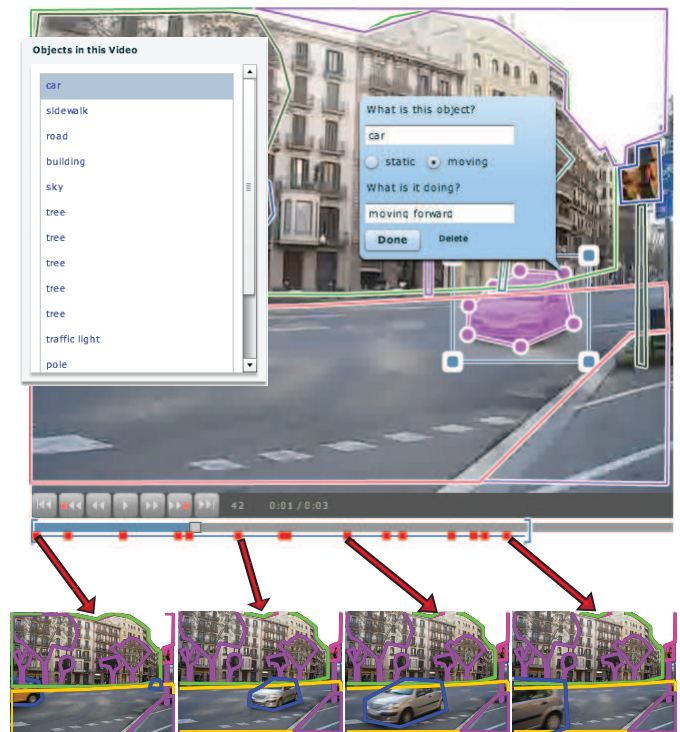 Objects in this Video
car
sidewalk
road
building
sky
tree
tree
tree
tree
tree
traffic light
pole
What is this object?
car
static moving
What is it doing?
moving forward
Done Delete
42 0:01 / 0:03